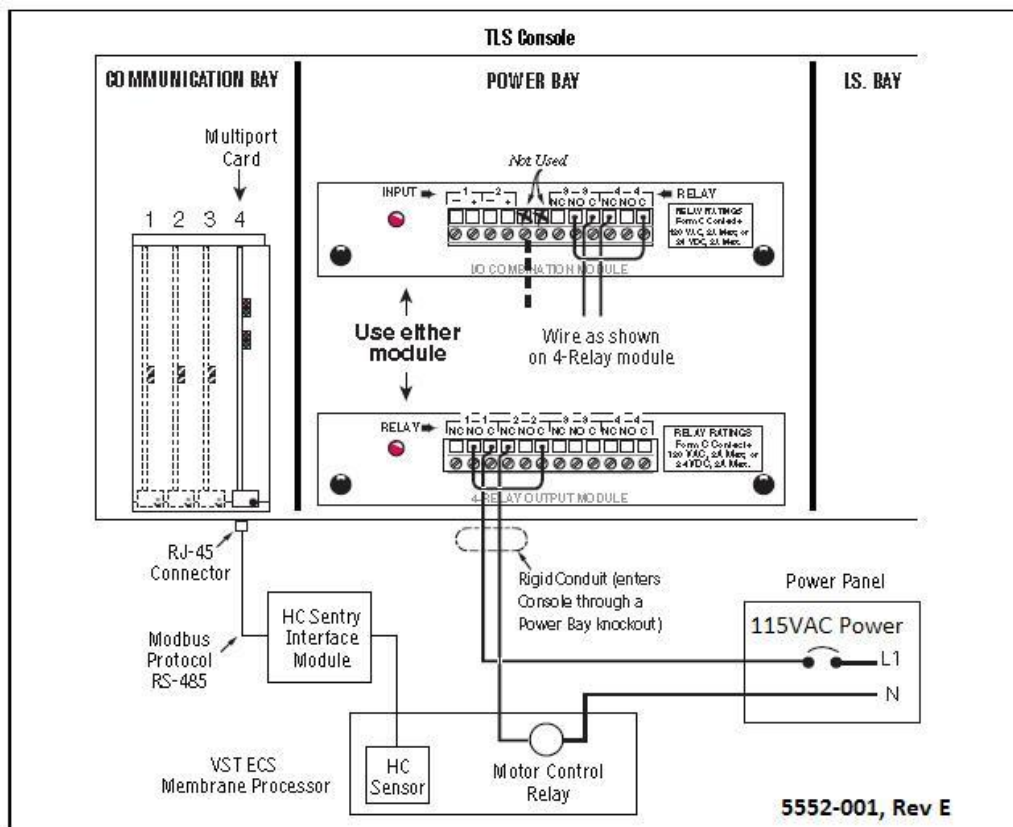 TLS Console
COMMUNICATION BAY
POWER BAY
I.S. BAY
Multiport
Card
1 2 3 4
Not Used
INPUT
1 2
- + - +
3 3 4 4
NC NO C NC NO C
RELAY
RELAY RATINGS
Form C Contacts
120 VAC, 2A Max; or
24 VDC, 2A Max.
I/O COMBINATION MODULE
Use either
module
Wire as shown
on 4-Relay module
RELAY
1 1 2 2 3 3 4 4
NC NO C NC NO C NC NO C NC NO C
RELAY RATINGS
Form C Contacts
120 VAC, 2A Max; or
24 VDC, 2A Max.
4-RELAY OUTPUT MODULE
RJ-45
Connector
Rigid Conduit (enters
Console through a
Power Bay knockout)
Power Panel
115VAC Power
L1
N
HC Sentry
Interface
Module
Modbus
Protocol
RS-485
VST ECS
Membrane Processor
HC
Sensor
Motor Control
Relay
5552-001, Rev E